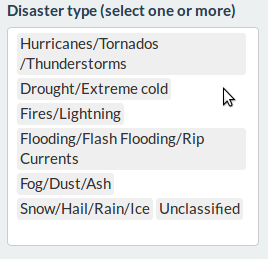 Disaster type (select one or more)
Hurricanes/Tornados
/Thunderstorms
Drought/Extreme cold
Fires/Lightning
Flooding/Flash Flooding/Rip
Currents
Fog/Dust/Ash
Snow/Hail/Rain/Ice Unclassified